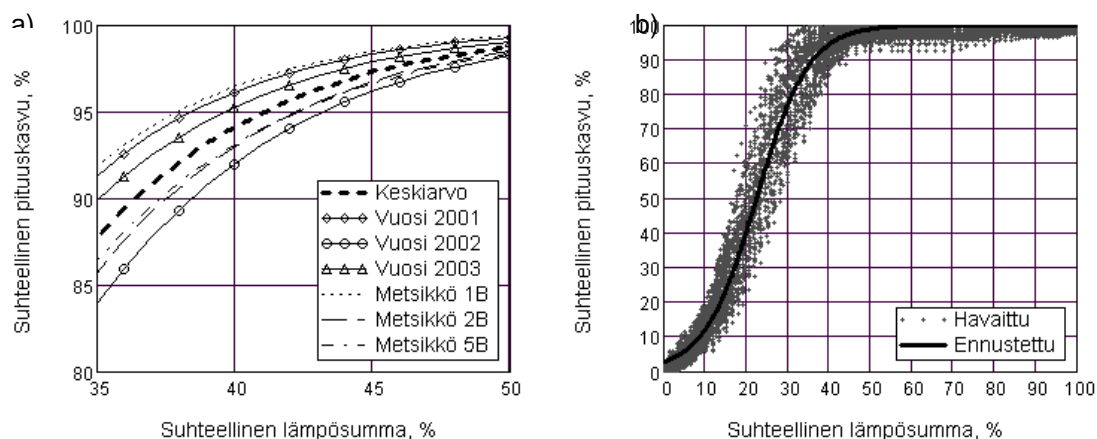 a)
Suhteellinen pituuskasvu, %
100
95
90
85
80
35 40 45 50
Keskiarvo
Vuosi 2001
Vuosi 2002
Vuosi 2003
Metsikkö 1B
Metsikkö 2B
Metsikkö 5B
Suhteellinen lämpösumma, %
b)
Suhteellinen pituuskasvu, %
100
90
80
70
60
50
40
30
20
10
0
0 10 20 30 40 50 60 70 80 90 100
Havaittu
Ennustettu
Suhteellinen lämpösumma, %